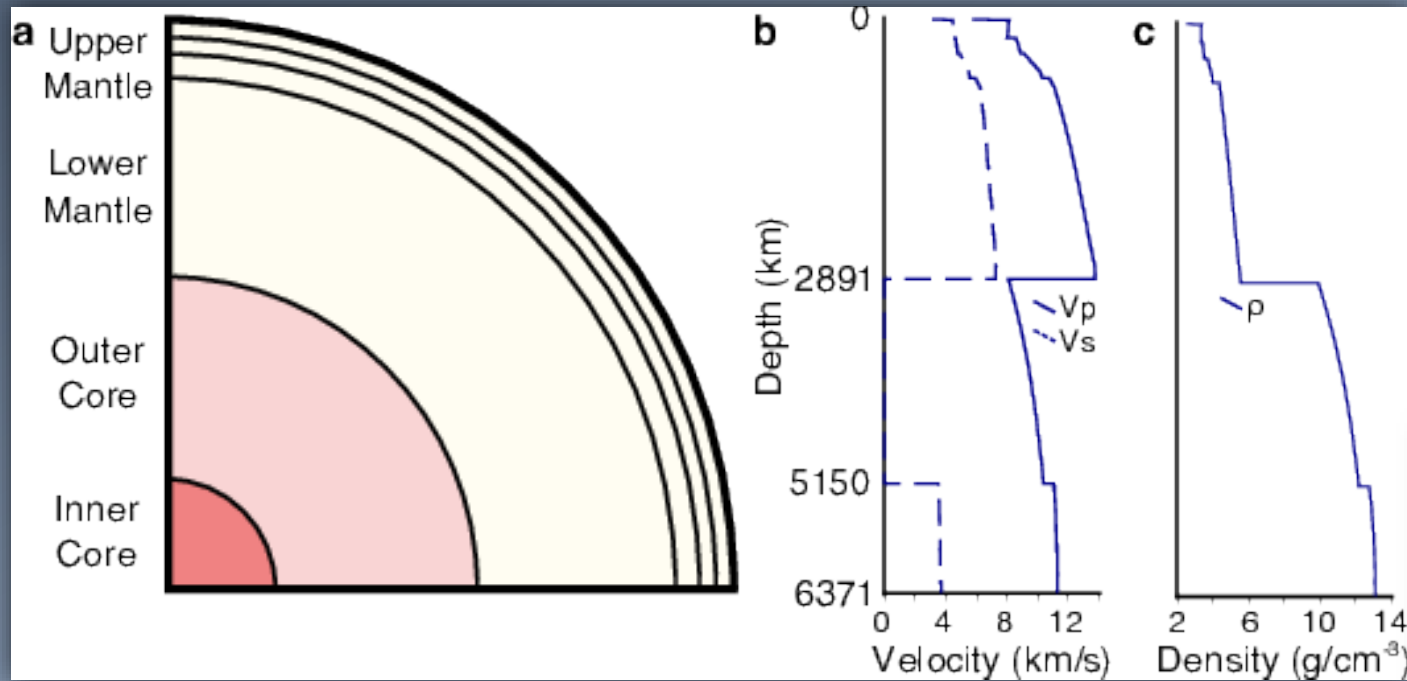 a
Upper
Mantle
Lower
Mantle
Outer
Core
Inner
Core
b
0
2891
5150
6371
Depth (km)
Vp
Vs
0 4 8 12
Velocity (km/s)
c
ρ
2 6 10 14
Density (g/cm⁻³)